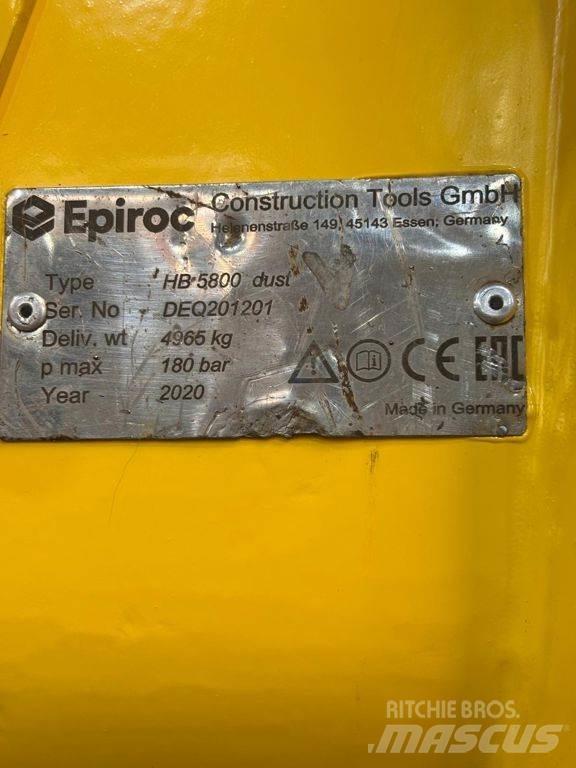 Epiroc Construction Tools GmbH
Helenenstraße 149, 45143 Essen, Germany
Type HB 5800 dust
Ser. No DEQ201201
Deliv. wt 4965 kg
p max 180 bar
Year 2020
CE EAC
Made in Germany
RITCHIE BROS.
MASCUS